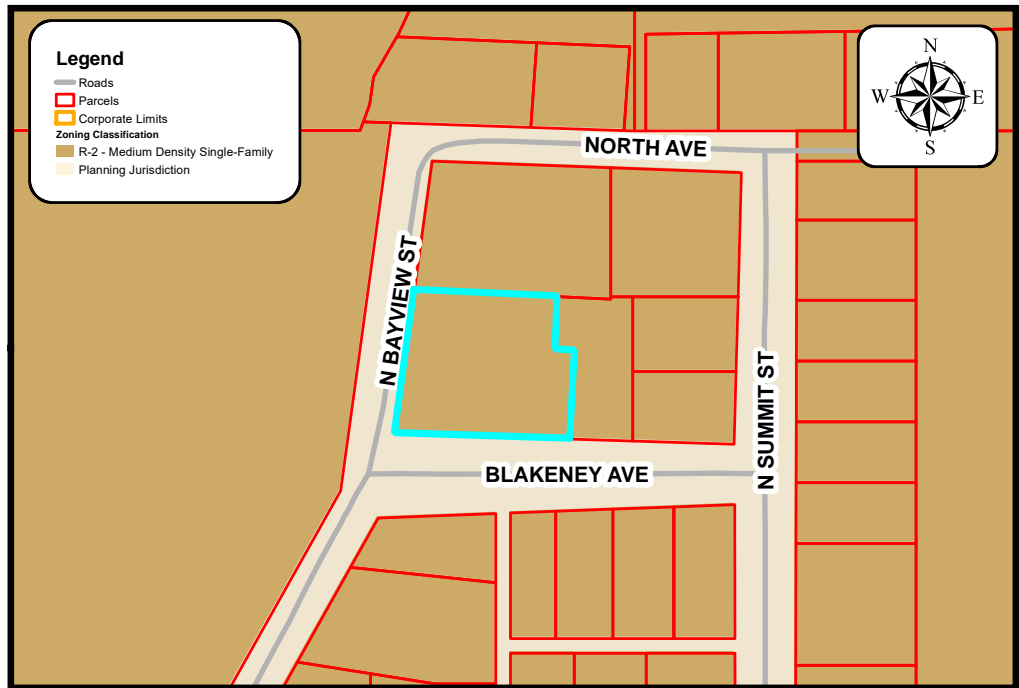 Legend
Roads
Parcels
Corporate Limits
Zoning Classification
R-2 - Medium Density Single-Family
Planning Jurisdiction
N
W
E
S
NORTH AVE
N BAYVIEW ST
N SUMMIT ST
BLAKENEY AVE